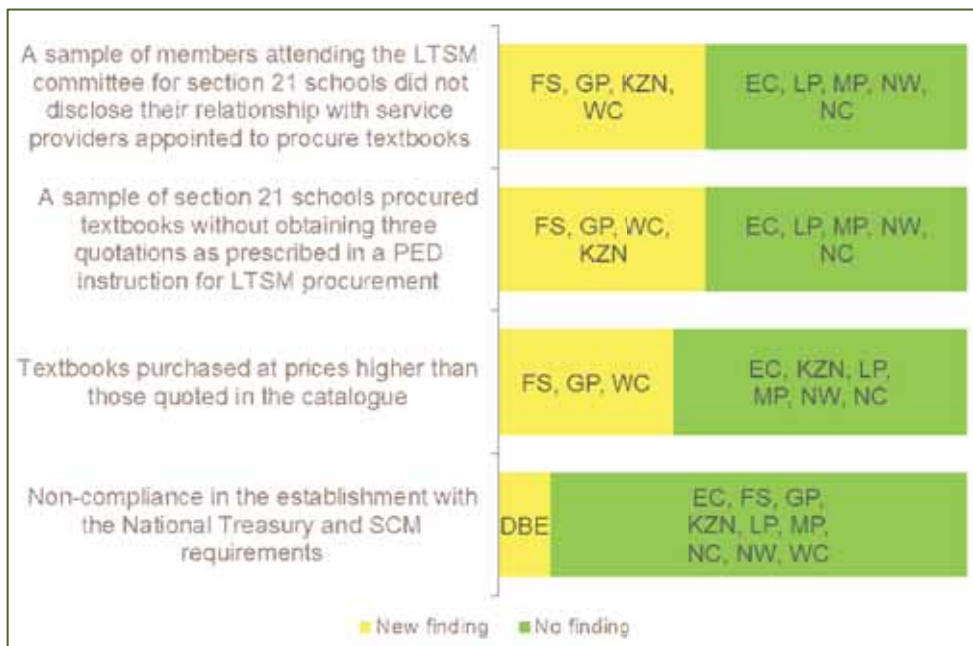 A sample of members attending the LTSM
committee for section 21 schools did not
disclose their relationship with service
providers appointed to procure textbooks
FS, GP, KZN,
WC
EC, LP, MP, NW,
NC
A sample of section 21 schools procured
textbooks without obtaining three
quotations as prescribed in a PED
instruction for LTSM procurement
FS, GP, WC,
KZN
EC, LP, MP, NW,
NC
Textbooks purchased at prices higher than
those quoted in the catalogue
FS, GP, WC
EC, KZN, LP,
MP, NW, NC
Non-compliance in the establishment with
the National Treasury and SCM
requirements
DBE
EC, FS, GP,
KZN, LP, MP,
NC, NW, WC
New finding
No finding